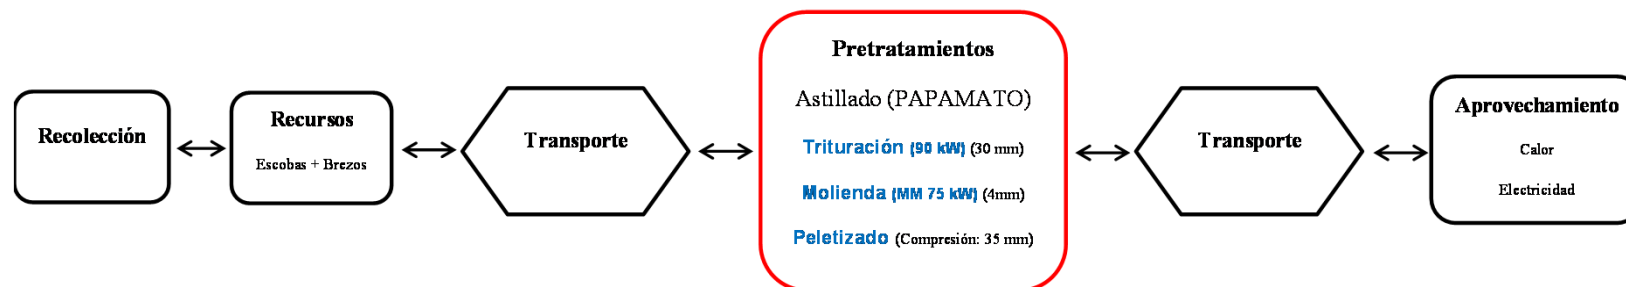 Recolección
Recursos
Escobas + Brezos
Transporte
Pretratamientos
Astillado (PAPAMATO)
Trituración (90 kW) (30 mm)
Molienda (MM 75 kW) (4mm)
Peletizado (Compresión: 35 mm)
Transporte
Aprovechamiento
Calor
Electricidad